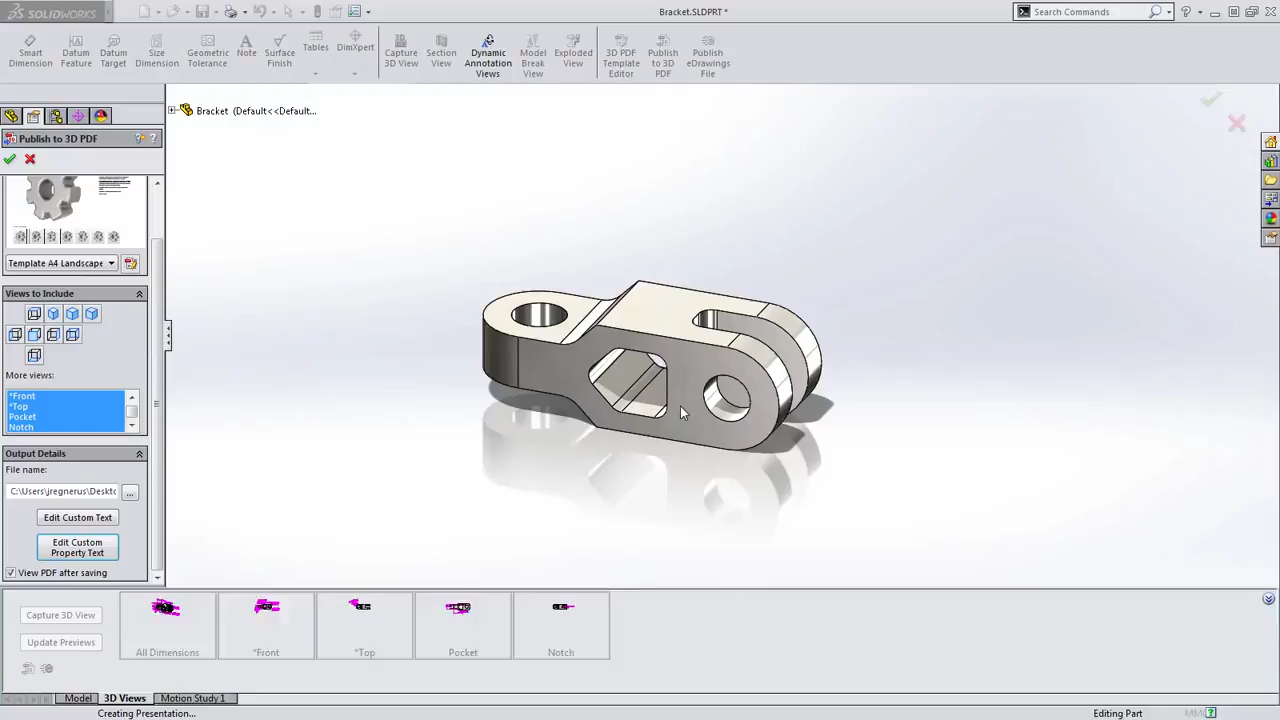 SOLIDWORKS
Bracket.SLDPRT *
Search Commands
Smart Dimension
Datum Feature
Datum Target
Size Dimension
Geometric Tolerance
Note
Surface Finish
Tables
DimXpert
Capture 3D View
Section View
Dynamic Annotation Views
Model Break View
Exploded View
3D PDF Template Editor
Publish to 3D PDF
Publish eDrawings File
Bracket (Default<<Default...
Publish to 3D PDF
Template A4 Landscape
Views to Include
More views:
*Front
*Top
Pocket
Notch
Output Details
File name:
C:\Users\jregnerus\Deskto
...
Edit Custom Text
Edit Custom
Property Text
View PDF after saving
Capture 3D View
Update Previews
All Dimensions
*Front
*Top
Pocket
Notch
Model
3D Views
Motion Study 1
Creating Presentation...
Editing Part